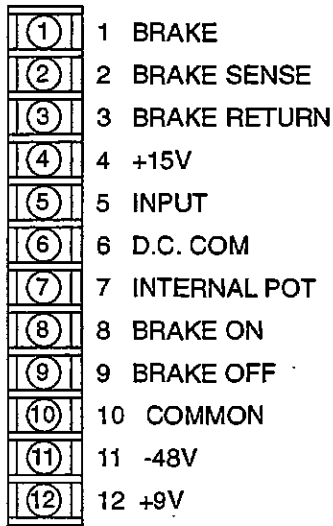 1 1 BRAKE
2 2 BRAKE SENSE
3 3 BRAKE RETURN
4 4 +15V
5 5 INPUT
6 6 D.C. COM
7 7 INTERNAL POT
8 8 BRAKE ON
9 9 BRAKE OFF
10 10 COMMON
11 11 -48V
12 12 +9V